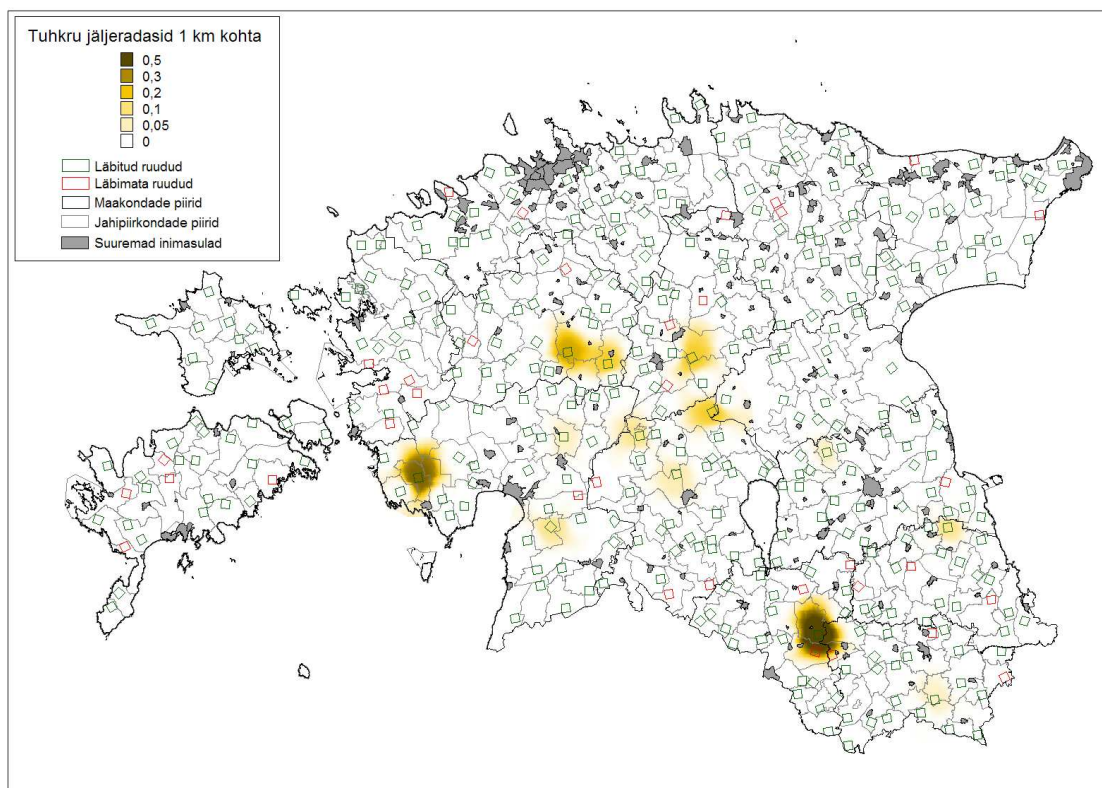 Tuhkru jäljeradasid 1 km kohta
0,5
0,3
0,2
0,1
0,05
0
Läbitud ruudud
Läbimata ruudud
Maakondade piirid
Jahipiirkondade piirid
Suuremad inimasulad